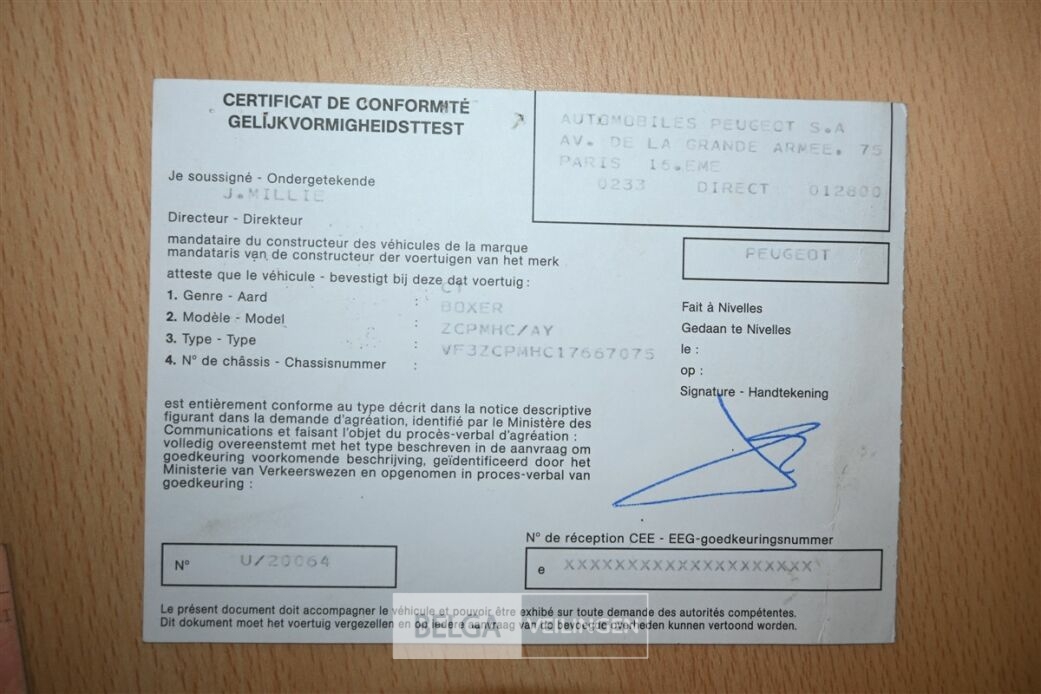 CERTIFICAT DE CONFORMITÉ
GELIJKVORMIGHEIDSTTEST
AUTOMOBILES PEUGEOT S.A
AV. DE LA GRANDE ARMEE. 75
PARIS 16.EME
0233 DIRECT 012800
Je soussigné - Ondergetekende
J.MILLIE
Directeur - Direkteur
mandataire du constructeur des véhicules de la marque
mandataris van de constructeur der voertuigen van het merk
PEUGEOT
atteste que le véhicule - bevestigt bij deze dat voertuig :
1. Genre - Aard : CT
2. Modèle - Model : BOXER
3. Type - Type : ZCPMHC/AY
4. N° de châssis - Chassisnummer : VF3ZCPMHC17667075
Fait à Nivelles
Gedaan te Nivelles
le :
op :
Signature - Handtekening
est entièrement conforme au type décrit dans la notice descriptive
figurant dans la demande d'agréation, identifié par le Ministère des
Communications et faisant l'objet du procès-verbal d'agréation :
volledig overeenstemt met het type beschreven in de aanvraag om
goedkeuring voorkomende beschrijving, geïdentificeerd door het
Ministerie van Verkeerswezen en opgenomen in proces-verbal van
goedkeuring :
N° U/20064
N° de réception CEE - EEG-goedkeuringsnummer
e XXXXXXXXXXXXXXXXXXXX
Le présent document doit accompagner le véhicule et pouvoir être exhibé sur toute demande des autorités compétentes.
Dit dokument moet het voertuig vergezellen en op iedere aanvraag van de bevoegde overheden kunnen vertoond worden.
BELGA VEILINGEN